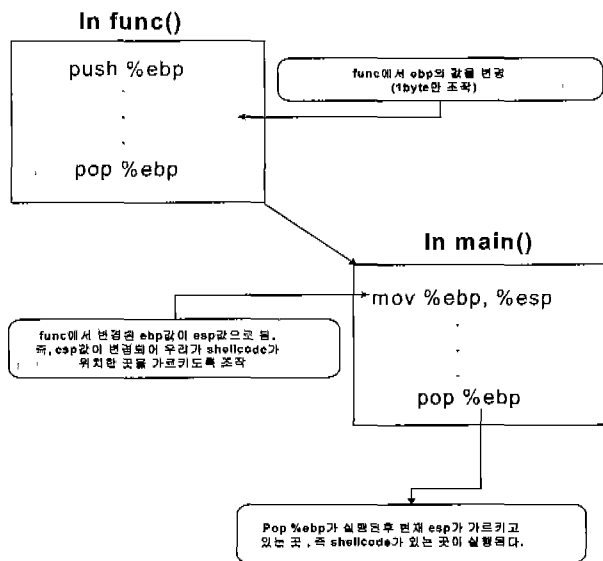 In func()
push %ebp
.
.
.
pop %ebp
func에서 ebp의 값을 변경
(1byte만 조작)
In main()
mov %ebp, %esp
.
.
.
pop %ebp
func에서 변경된 ebp값이 esp값으로 됨.
즉, esp값이 변경되어 우리가 shellcode가
위치한 곳을 가르키도록 조작
Pop %ebp가 실행된후 현재 esp가 가르키고
있는 곳, 즉 shellcode가 있는 곳이 실행된다.